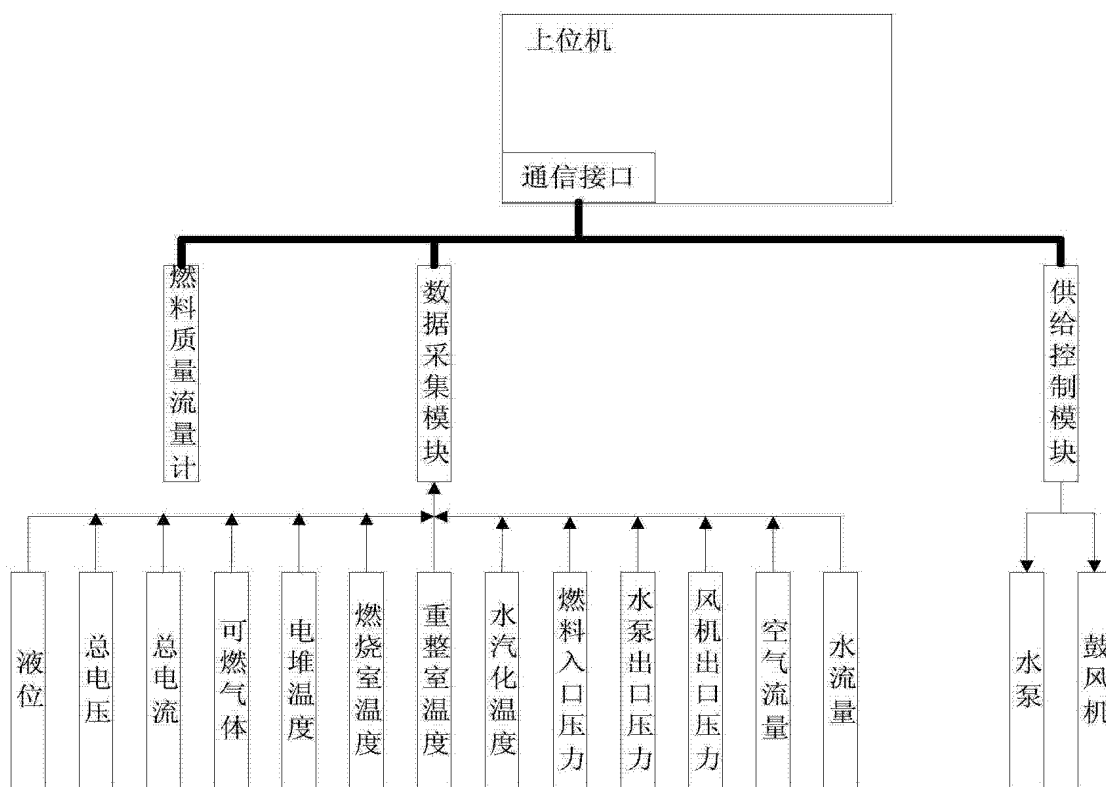 上位机
通信接口
燃料质量流量计
数据采集模块
供给控制模块
液位
总电压
总电流
可燃气体
电堆温度
燃烧室温度
重整室温度
水汽化温度
燃料入口压力
水泵出口压力
风机出口压力
空气流量
水流量
水泵
鼓风机